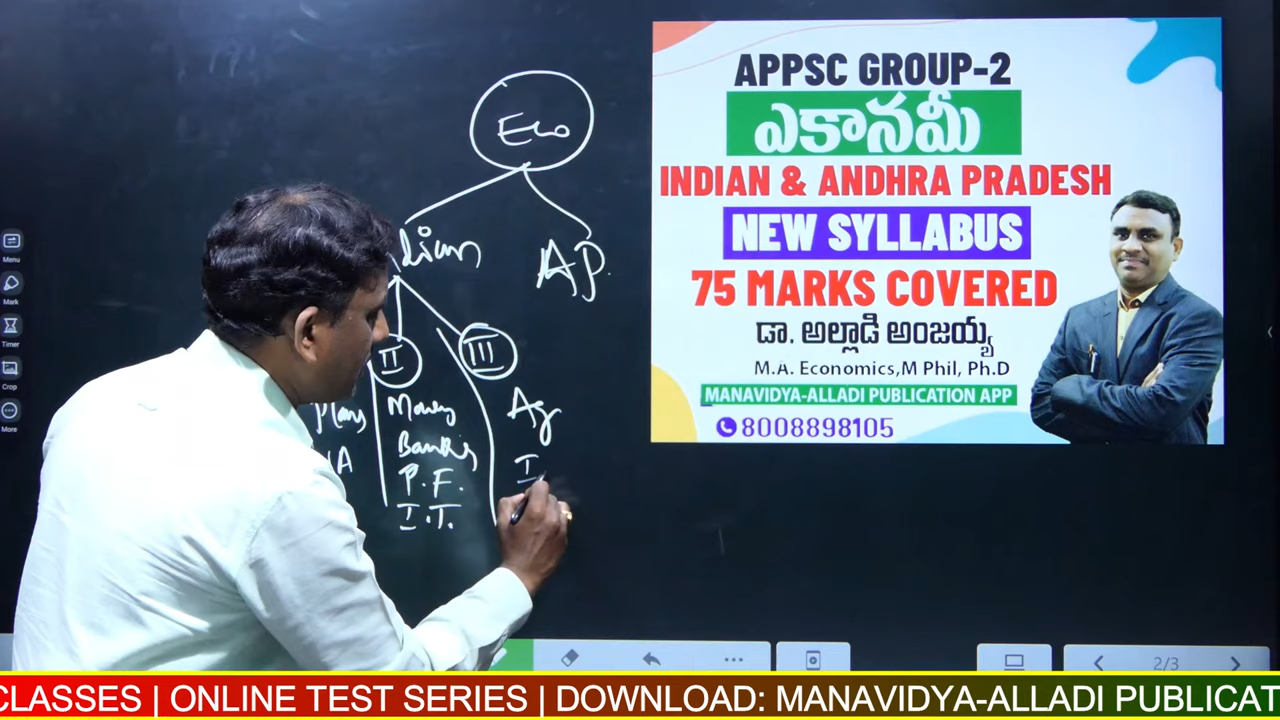 Eco
dian
AP.
II
III
Plans
Money
Ag
Banking
IA
P.F.
I
I.T.
APPSC GROUP-2
ఎకానమీ
INDIAN & ANDHRA PRADESH
NEW SYLLABUS
75 MARKS COVERED
డా. అల్లాడి అంజయ్య
M.A. Economics,M Phil, Ph.D
MANAVIDYA-ALLADI PUBLICATION APP
8008898105
Menu
Mark
Timer
Crop
More
2/3
CLASSES | ONLINE TEST SERIES | DOWNLOAD: MANAVIDYA-ALLADI PUBLICAT